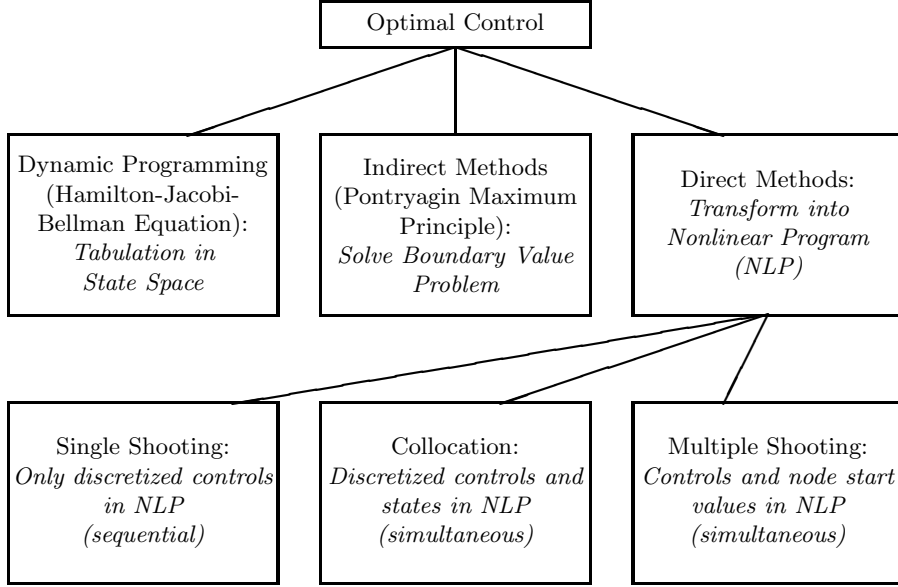 Optimal Control
Dynamic Programming
(Hamilton-Jacobi-
Bellman Equation):
Tabulation in
State Space
Indirect Methods
(Pontryagin Maximum
Principle):
Solve Boundary Value
Problem
Direct Methods:
Transform into
Nonlinear Program
(NLP)
Single Shooting:
Only discretized controls
in NLP
(sequential)
Collocation:
Discretized controls and
states in NLP
(simultaneous)
Multiple Shooting:
Controls and node start
values in NLP
(simultaneous)